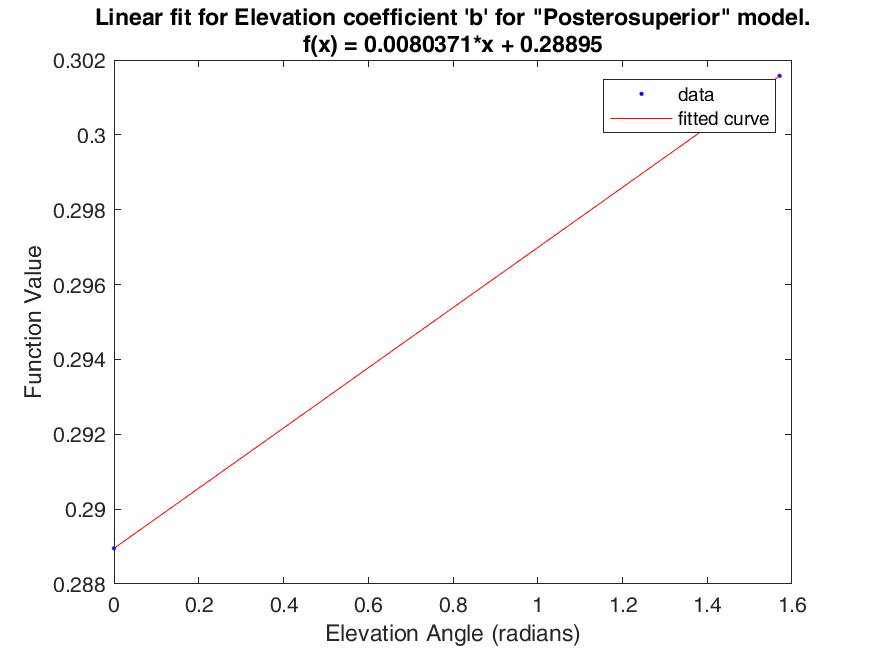 Linear fit for Elevation coefficient 'b' for "Posterosuperior" model.
f(x) = 0.0080371*x + 0.28895
0.302
0.3
0.298
0.296
0.294
0.292
0.29
0.288
Function Value
data
fitted curve
0 0.2 0.4 0.6 0.8 1 1.2 1.4 1.6
Elevation Angle (radians)